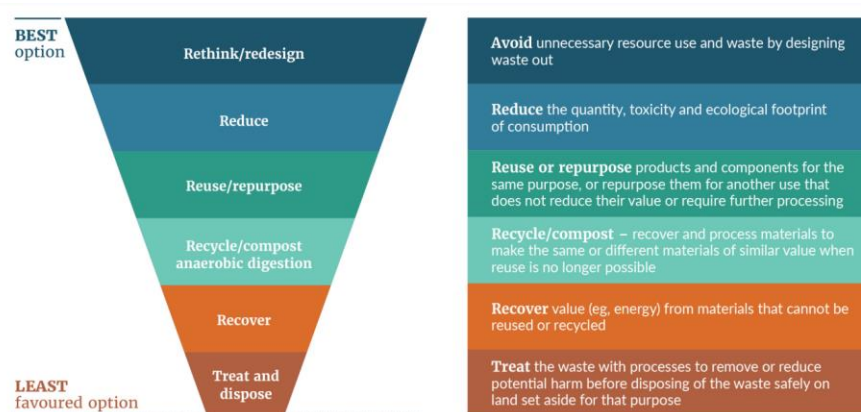 BEST
option
Rethink/redesign
Avoid unnecessary resource use and waste by designing
waste out
Reduce
Reduce the quantity, toxicity and ecological footprint
of consumption
Reuse/repurpose
Reuse or repurpose products and components for the
same purpose, or repurpose them for another use that
does not reduce their value or require further processing
Recycle/compost
anaerobic digestion
Recycle/compost – recover and process materials to
make the same or different materials of similar value when
reuse is no longer possible
Recover
Recover value (eg, energy) from materials that cannot be
reused or recycled
LEAST
favoured option
Treat and
dispose
Treat the waste with processes to remove or reduce
potential harm before disposing of the waste safely on
land set aside for that purpose